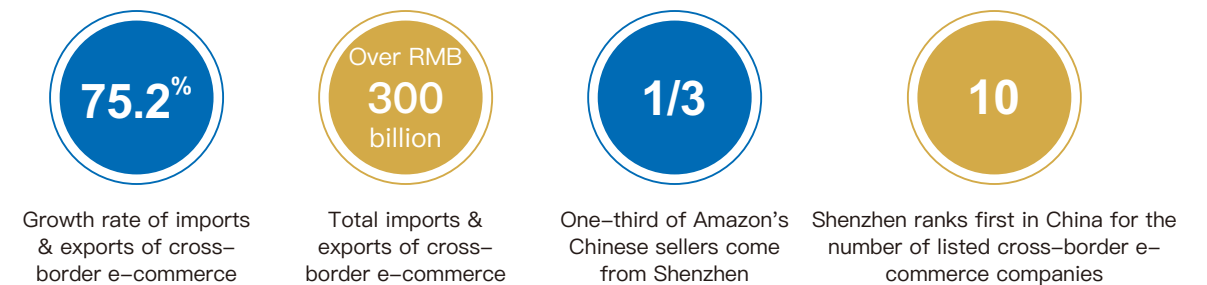 75.2%
Over RMB
300
billion
1/3
10
Growth rate of imports
& exports of cross-
border e-commerce
Total imports &
exports of cross-
border e-commerce
One-third of Amazon's
Chinese sellers come
from Shenzhen
Shenzhen ranks first in China for the
number of listed cross-border e-
commerce companies